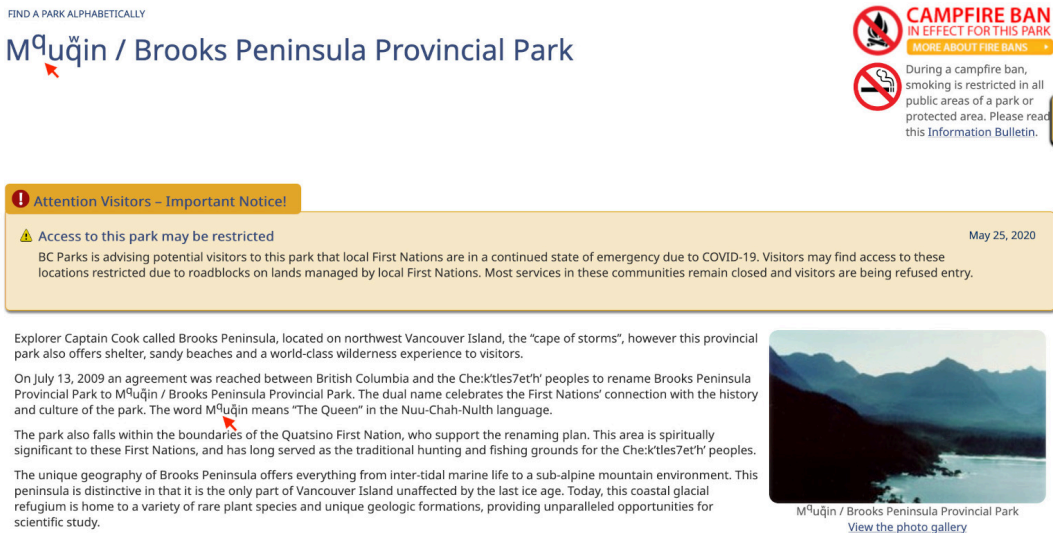 FIND A PARK ALPHABETICALLY
Mᑫuq̓̌in / Brooks Peninsula Provincial Park
CAMPFIRE BAN
IN EFFECT FOR THIS PARK
MORE ABOUT FIRE BANS
During a campfire ban,
smoking is restricted in all
public areas of a park or
protected area. Please read
this Information Bulletin.
Attention Visitors – Important Notice!
Access to this park may be restricted
May 25, 2020
BC Parks is advising potential visitors to this park that local First Nations are in a continued state of emergency due to COVID-19. Visitors may find access to these
locations restricted due to roadblocks on lands managed by local First Nations. Most services in these communities remain closed and visitors are being refused entry.
Explorer Captain Cook called Brooks Peninsula, located on northwest Vancouver Island, the “cape of storms”, however this provincial
park also offers shelter, sandy beaches and a world-class wilderness experience to visitors.
On July 13, 2009 an agreement was reached between British Columbia and the Che:k’tles7et’h’ peoples to rename Brooks Peninsula
Provincial Park to Mᑫuq̓̌in / Brooks Peninsula Provincial Park. The dual name celebrates the First Nations’ connection with the history
and culture of the park. The word Mᑫuq̓̌in means “The Queen” in the Nuu-Chah-Nulth language.
The park also falls within the boundaries of the Quatsino First Nation, who support the renaming plan. This area is spiritually
significant to these First Nations, and has long served as the traditional hunting and fishing grounds for the Che:k’tles7et’h’ peoples.
The unique geography of Brooks Peninsula offers everything from inter-tidal marine life to a sub-alpine mountain environment. This
peninsula is distinctive in that it is the only part of Vancouver Island unaffected by the last ice age. Today, this coastal glacial
refugium is home to a variety of rare plant species and unique geologic formations, providing unparalleled opportunities for
scientific study.
Mᑫuq̓̌in / Brooks Peninsula Provincial Park
View the photo gallery